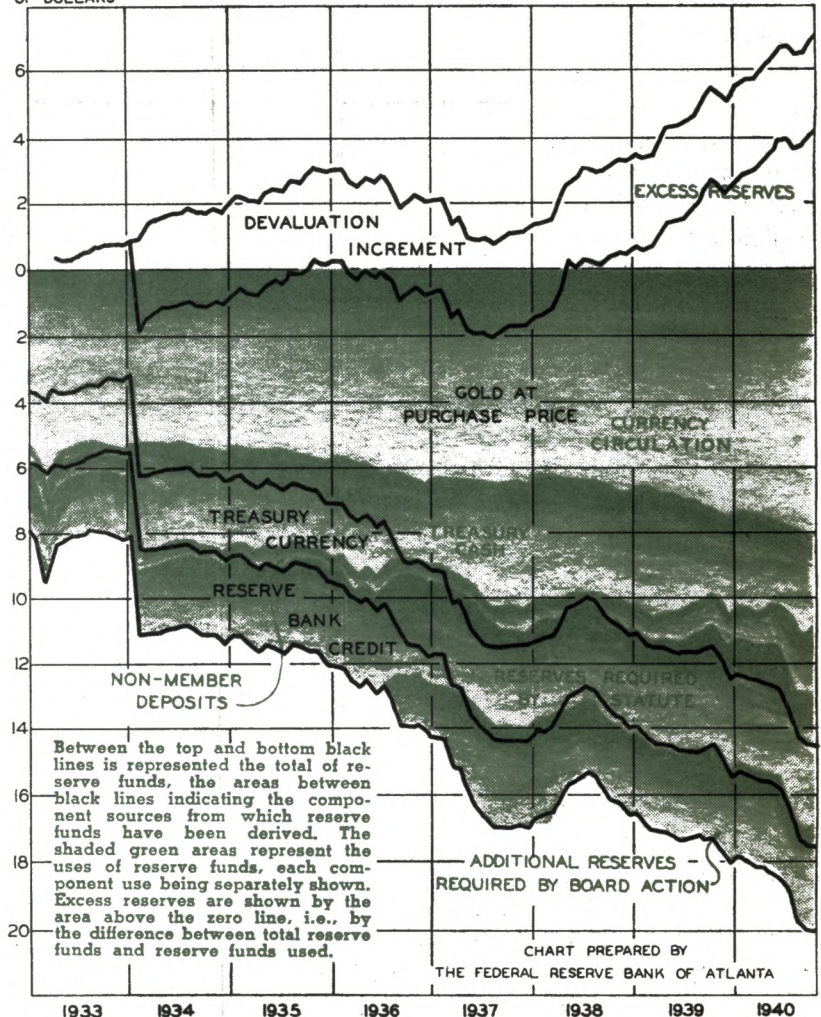 OF DOLLARS
6
4
2
0
2
4
6
8
10
12
14
16
18
20
EXCESS RESERVES
DEVALUATION
INCREMENT
GOLD AT
PURCHASE PRICE
CURRENCY
CIRCULATION
TREASURY
CURRENCY
TREASURY
CASH
RESERVE
BANK
CREDIT
NON-MEMBER
DEPOSITS
RESERVES REQUIRED
BY STATUTE
Between the top and bottom black
lines is represented the total of re-
serve funds, the areas between
black lines indicating the compo-
nent sources from which reserve
funds have been derived. The
shaded green areas represent the
uses of reserve funds, each com-
ponent use being separately shown.
Excess reserves are shown by the
area above the zero line, i.e., by
the difference between total reserve
funds and reserve funds used.
ADDITIONAL RESERVES
REQUIRED BY BOARD ACTION
CHART PREPARED BY
THE FEDERAL RESERVE BANK OF ATLANTA
1933 1934 1935 1936 1937 1938 1939 1940